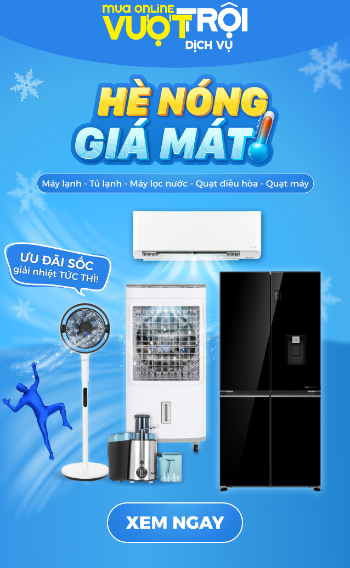 MUA ONLINE
VƯỢT TRỘI
DỊCH VỤ
HÈ NÓNG
GIÁ MÁT
Máy lạnh - Tủ lạnh - Máy lọc nước - Quạt điều hòa - Quạt máy
ƯU ĐÃI SỐC
giải nhiệt TỨC THÌ!
XEM NGAY